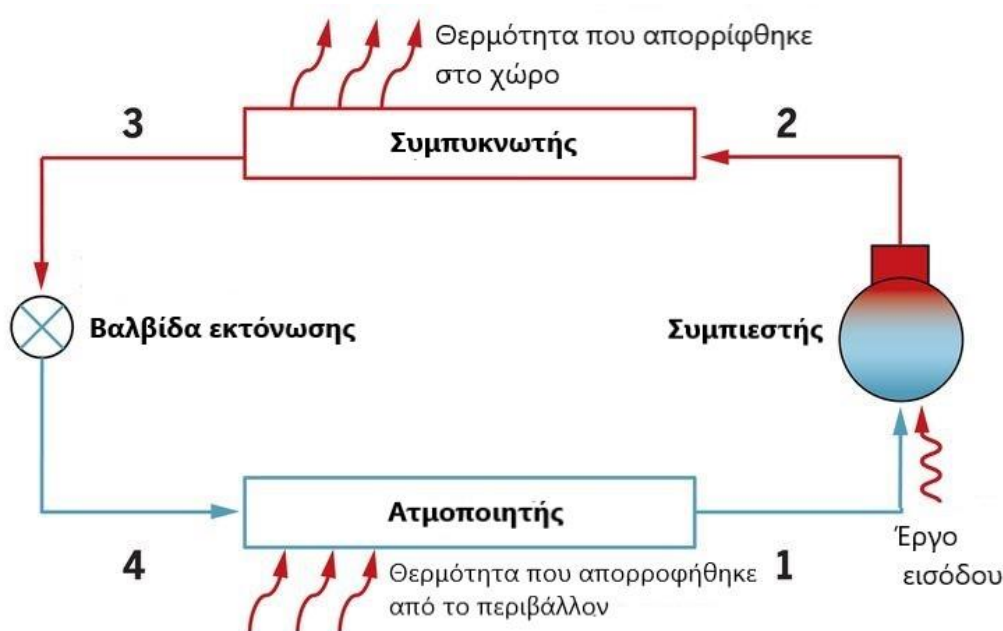 Θερμότητα που απορρίφθηκε
στο χώρο
3
2
Συμπυκνωτής
Βαλβίδα εκτόνωσης
Συμπιεστής
Ατμοποιητής
4
1
Έργο
εισόδου
Θερμότητα που απορροφήθηκε
από το περιβάλλον